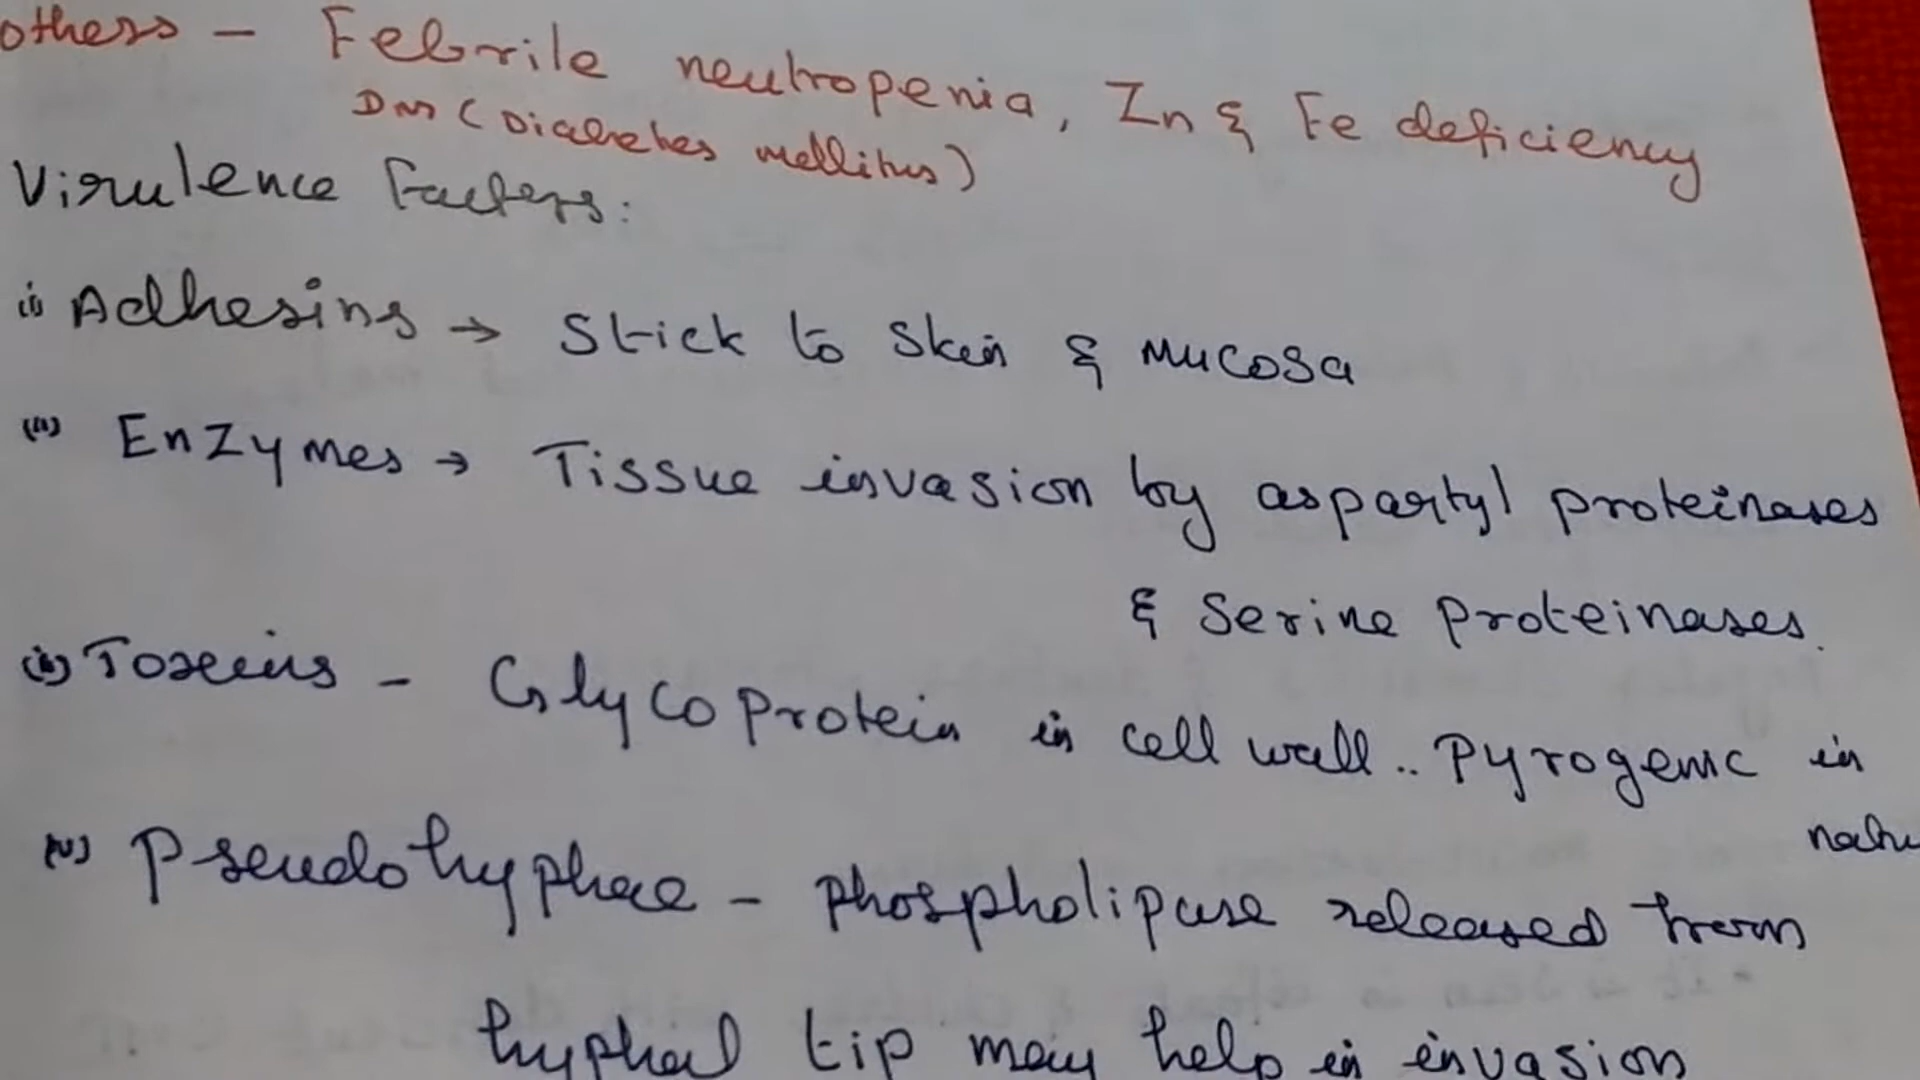 others - Febrile neutropenia, Zn & Fe deficiency
DM (Diabetes mellitus)
Virulence Factors:
(i) Adhesins → Stick to Skin & Mucosa
(ii) Enzymes → Tissue invasion by aspartyl proteinases
& Serine proteinases.
(iii) Toxins - Glycoprotein in cell wall.. Pyrogenic in
natu
(iv) Pseudohyphae - Phospholipase released from
hyphal tip may help in invasion